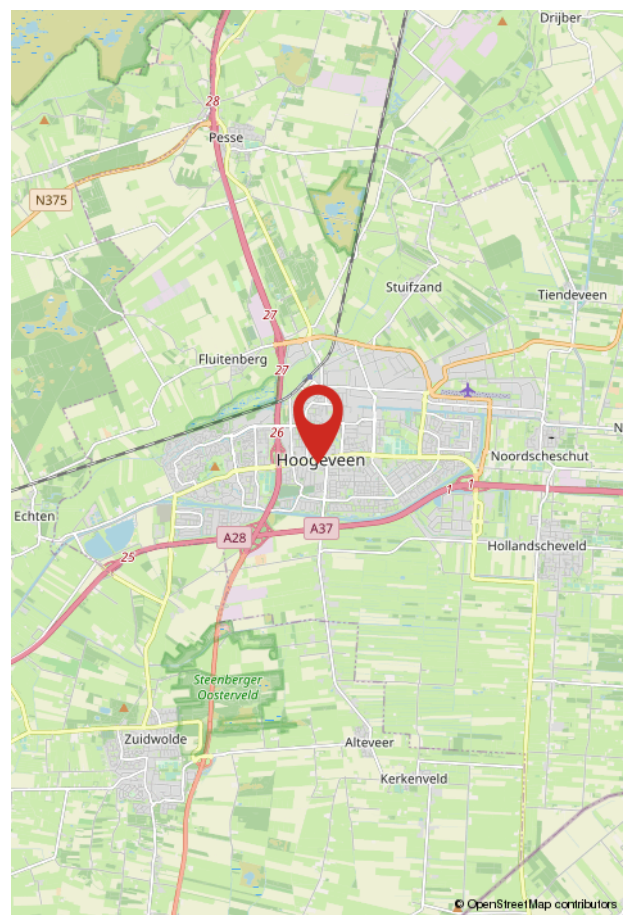 Drijber
28
Pesse
N375
Stuifzand
Tiendeveen
27
Fluitenberg
27
26
Hoogeveen
N
Noordscheschut
1
1
Echten
A28
A37
Hollandscheveld
25
Steenberger
Oosterveld
Zuidwolde
Alteveer
Kerkenveld
© OpenStreetMap contributors